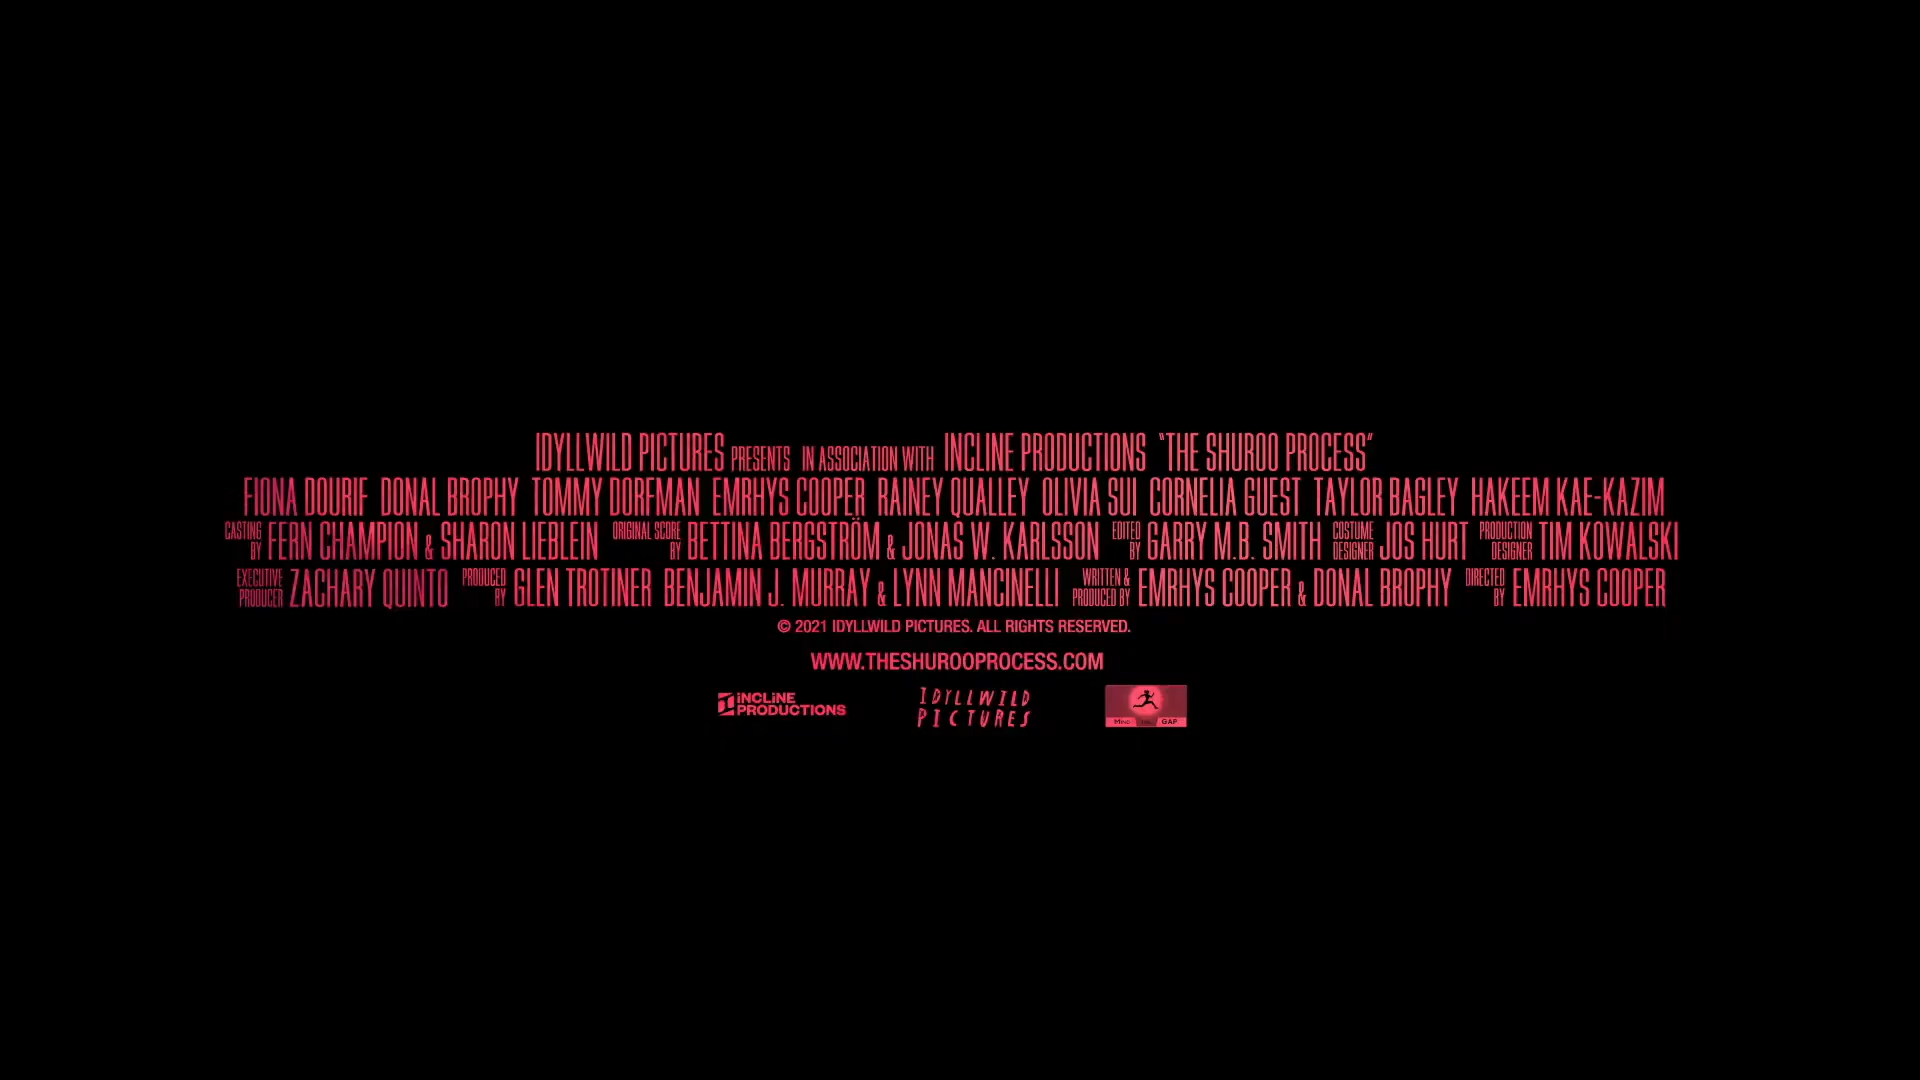 IDYLLWILD PICTURES PRESENTS IN ASSOCIATION WITH INCLINE PRODUCTIONS "THE SHUROO PROCESS"
FIONA DOURIF DONAL BROPHY TOMMY DORFMAN EMRHYS COOPER RAINEY QUALLEY OLIVIA SUI CORNELIA GUEST TAYLOR BAGLEY HAKEEM KAE-KAZIM
CASTING BY FERN CHAMPION & SHARON LIEBLEIN ORIGINAL SCORE BY BETTINA BERGSTRÖM & JONAS W. KARLSSON EDITED BY GARRY M.B. SMITH COSTUME DESIGNER JOS HURT PRODUCTION DESIGNER TIM KOWALSKI
EXECUTIVE PRODUCER ZACHARY QUINTO PRODUCED BY GLEN TROTINER BENJAMIN J. MURRAY & LYNN MANCINELLI WRITTEN & PRODUCED BY EMRHYS COOPER & DONAL BROPHY DIRECTED BY EMRHYS COOPER
© 2021 IDYLLWILD PICTURES. ALL RIGHTS RESERVED.
WWW.THESHUROOPROCESS.COM
INCLINE
PRODUCTIONS
IDYLLWILD
PICTURES
GAP